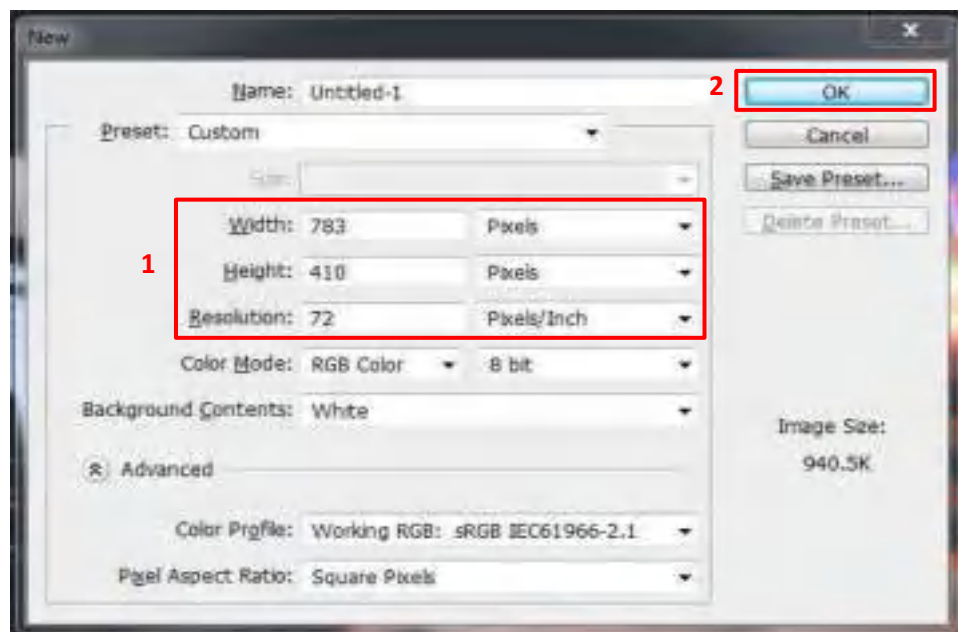 New
Name: Untitled-1
2
OK
Preset: Custom
Cancel
Size:
Save Preset...
Width: 783 Pixels
Delete Preset...
1
Height: 410 Pixels
Resolution: 72 Pixels/Inch
Color Mode: RGB Color 8 bit
Background Contents: White
Image Size:
940.5K
Advanced
Color Profile: Working RGB: sRGB IEC61966-2.1
Pixel Aspect Ratio: Square Pixels